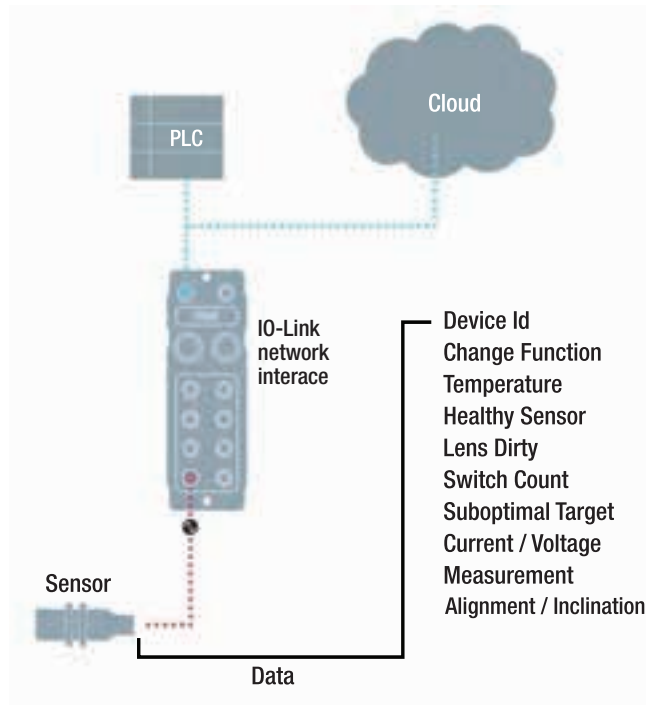 Cloud
PLC
IO-Link
network
interace
Device Id
Change Function
Temperature
Healthy Sensor
Lens Dirty
Switch Count
Suboptimal Target
Current / Voltage
Measurement
Alignment / Inclination
Sensor
Data